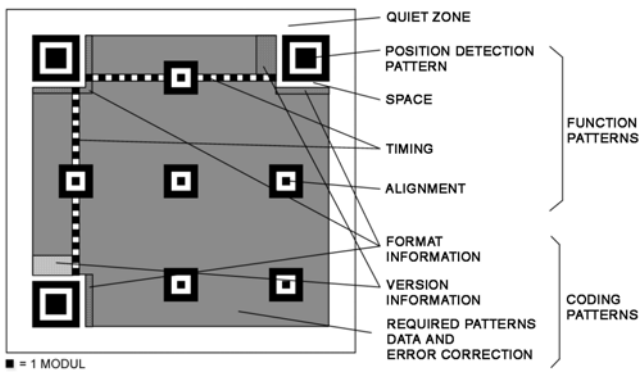 QUIET ZONE
POSITION DETECTION
PATTERN
SPACE
TIMING
ALIGNMENT
FUNCTION
PATTERNS
FORMAT
INFORMATION
VERSION
INFORMATION
REQUIRED PATTERNS
DATA AND
ERROR CORRECTION
CODING
PATTERNS
= 1 MODUL